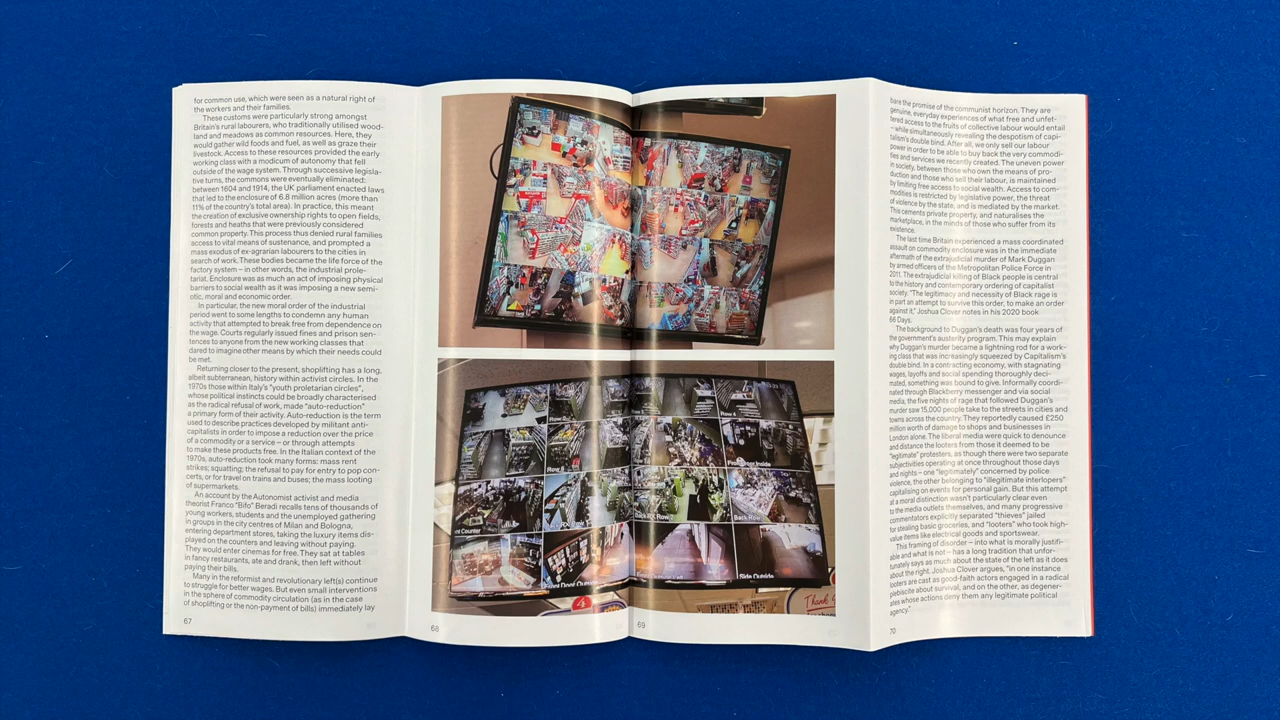 for common use, which were seen as a natural right of
the workers and their families.
These customs were particularly strong amongst
Britain's rural labourers, who traditionally utilised wood-
land and meadows as common resources. Here, they
would gather wild foods and fuel, as well as graze their
livestock. Access to these resources provided the early
working class with a modicum of autonomy that fell
outside of the wage system. Through successive legisla-
tive turns, the commons were eventually eliminated:
between 1604 and 1914, the UK parliament enacted laws
that led to the enclosure of 6.8 million acres (more than
11% of the country's total area). In practice, this meant
the creation of exclusive ownership rights to open fields,
forests and heaths that were previously considered
common property. This process thus denied rural families
access to vital means of sustenance, and prompted a
mass exodus of ex-agrarian labourers to the cities in
search of work. These bodies became the life force of the
factory system – in other words, the industrial prole-
tariat. Enclosure was as much an act of imposing physical
barriers to social wealth as it was imposing a new semi-
otic, moral and economic order.
In particular, the new moral order of the industrial
period went to some lengths to condemn any human
activity that attempted to break free from dependence on
the wage. Courts regularly issued fines and prison sen-
tences to anyone from the new working classes that
dared to imagine other means by which their needs could
be met.
Returning closer to the present, shoplifting has a long,
albeit subterranean, history within activist circles. In the
1970s those within Italy's "youth proletarian circles",
whose political instincts could be broadly characterised
as the radical refusal of work, made "auto-reduction"
a primary form of their activity. Auto-reduction is the term
used to describe practices developed by militant anti-
capitalists in order to impose a reduction over the price
of a commodity or a service – or through attempts
to make these products free. In the Italian context of the
1970s, auto-reduction took many forms: mass rent
strikes; squatting; the refusal to pay for entry to pop con-
certs, or for travel on trains and buses; the mass looting
of supermarkets.
An account by the Autonomist activist and media
theorist Franco "Bifo" Beradi recalls tens of thousands of
young workers, students and the unemployed gathering
in groups in the city centres of Milan and Bologna,
entering department stores, taking the luxury items dis-
played on the counters and leaving without paying.
They would enter cinemas for free. They sat at tables
in fancy restaurants, ate and drank, then left without
paying their bills.
Many in the reformist and revolutionary left(s) continue
to struggle for better wages. But even small interventions
in the sphere of commodity circulation (as in the case
of shoplifting or the non-payment of bills) immediately lay
67
Row 4
Row 6
Front Door Inside
Back Row
Side Outside
4
Thank
68
69
bare the promise of the communist horizon. They are
genuine, everyday experiences of what free and unfet-
tered access to the fruits of collective labour would entail
– while simultaneously revealing the despotism of capi-
talism's double bind. After all, we only sell our labour
power in order to be able to buy back the very commodi-
ties and services we recently created. The uneven power
in society, between those who own the means of pro-
duction and those who sell their labour, is maintained
by limiting free access to social wealth. Access to com-
modities is restricted by legislative power, the threat
of violence by the state, and is mediated by the market.
This cements private property, and naturalises the
marketplace, in the minds of those who suffer from its
existence.
The last time Britain experienced a mass coordinated
assault on commodity enclosure was in the immediate
aftermath of the extrajudicial murder of Mark Duggan
by armed officers of the Metropolitan Police Force in
2011. The extrajudicial killing of Black people is central
to the history and contemporary ordering of capitalist
society. "The legitimacy and necessity of Black rage is
in part an attempt to survive this order, to make an order
against it," Joshua Clover notes in his 2020 book
66 Days.
The background to Duggan's death was four years of
the government's austerity program. This may explain
why Duggan's murder became a lightning rod for a work-
ing class that was increasingly squeezed by Capitalism's
double bind. In a contracting economy, with stagnating
wages, layoffs and social spending thoroughly deci-
mated, something was bound to give. Informally coordi-
nated through Blackberry messenger and via social
media, the five nights of rage that followed Duggan's
murder saw 15,000 people take to the streets in cities and
towns across the country. They reportedly caused £250
million worth of damage to shops and businesses in
London alone. The liberal media were quick to denounce
and distance the looters from those it deemed to be
"legitimate" protesters, as though there were two separate
subjectivities operating at once throughout those days
and nights – one "legitimately" concerned by police
violence, the other belonging to "illegitimate interlopers"
capitalising on events for personal gain. But this attempt
at a moral distinction wasn't particularly clear even
to the media outlets themselves, and many progressive
commentators explicitly separated "thieves" jailed
for stealing basic groceries, and "looters" who took high-
value items like electrical goods and sportswear.
This framing of disorder – into what is morally justifi-
able and what is not – has a long tradition that unfor-
tunately says as much about the state of the left as it does
about the right. Joshua Clover argues, "in one instance
looters are cast as good-faith actors engaged in a radical
plebiscite about survival, and on the other, as degener-
ates whose actions deny them any legitimate political
agency."
70